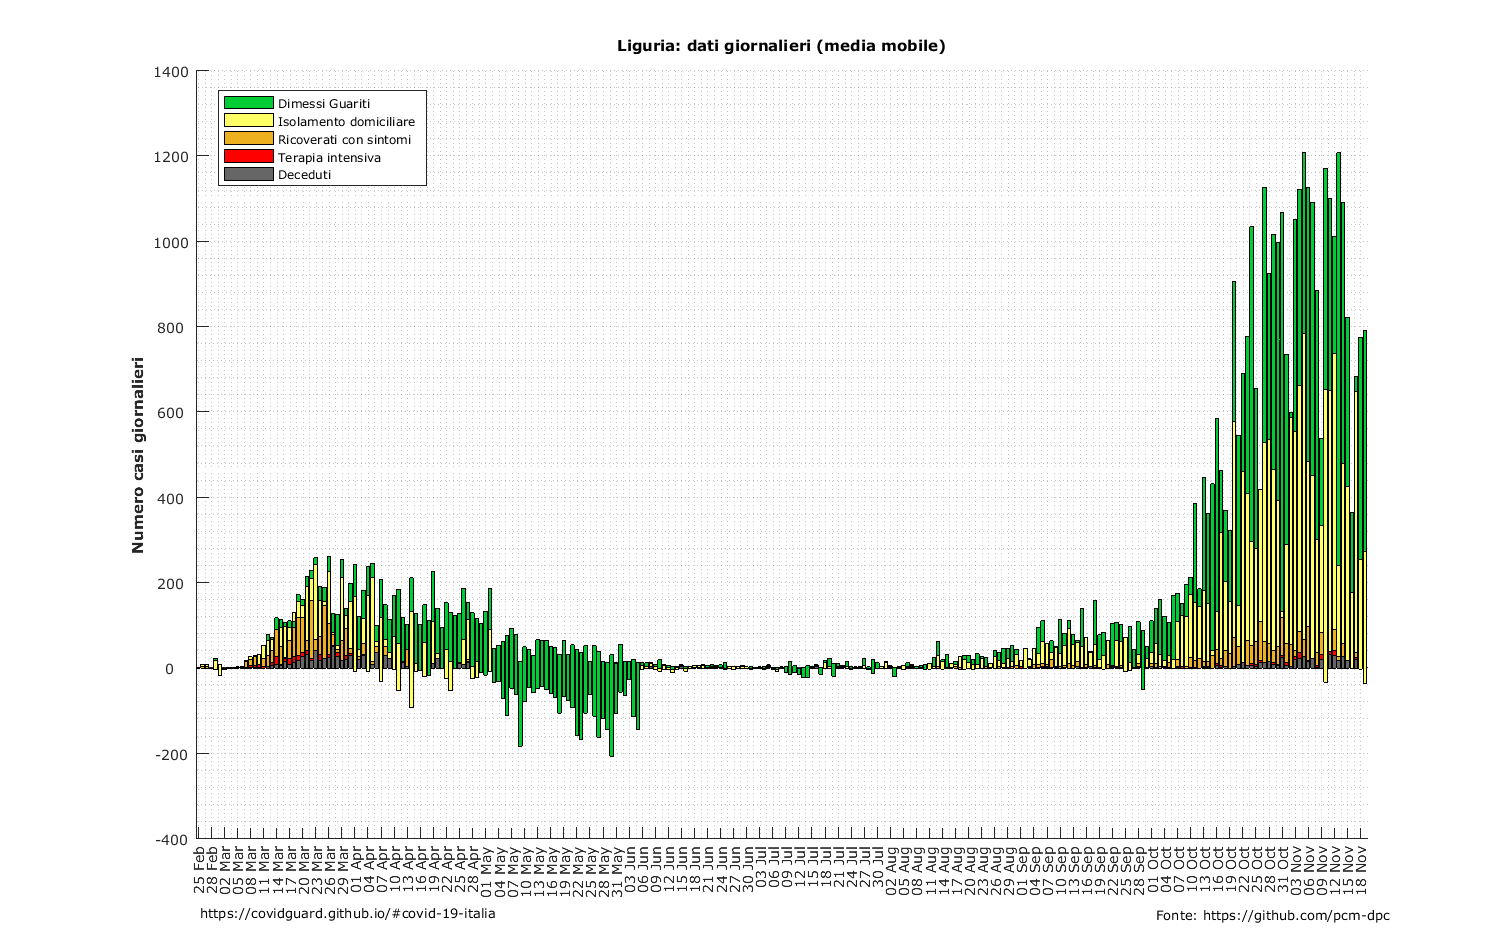 Liguria: dati giornalieri (media mobile)
1400
1200
1000
800
600
400
200
0
-200
-400
Numero casi giornalieri
Dimessi Guariti
Isolamento domiciliare
Ricoverati con sintomi
Terapia intensiva
Deceduti
25 Feb
28 Feb
02 Mar
05 Mar
08 Mar
11 Mar
14 Mar
17 Mar
20 Mar
23 Mar
26 Mar
29 Mar
01 Apr
04 Apr
07 Apr
10 Apr
13 Apr
16 Apr
19 Apr
22 Apr
25 Apr
28 Apr
01 May
04 May
07 May
10 May
13 May
16 May
19 May
22 May
25 May
28 May
31 May
03 Jun
06 Jun
09 Jun
12 Jun
15 Jun
18 Jun
21 Jun
24 Jun
27 Jun
30 Jun
03 Jul
06 Jul
09 Jul
12 Jul
15 Jul
18 Jul
21 Jul
24 Jul
27 Jul
30 Jul
02 Aug
05 Aug
08 Aug
11 Aug
14 Aug
17 Aug
20 Aug
23 Aug
26 Aug
29 Aug
01 Sep
04 Sep
07 Sep
10 Sep
13 Sep
16 Sep
19 Sep
22 Sep
25 Sep
28 Sep
01 Oct
04 Oct
07 Oct
10 Oct
13 Oct
16 Oct
19 Oct
22 Oct
25 Oct
28 Oct
31 Oct
03 Nov
06 Nov
09 Nov
12 Nov
15 Nov
18 Nov
https://covidguard.github.io/#covid-19-italia
Fonte: https://github.com/pcm-dpc